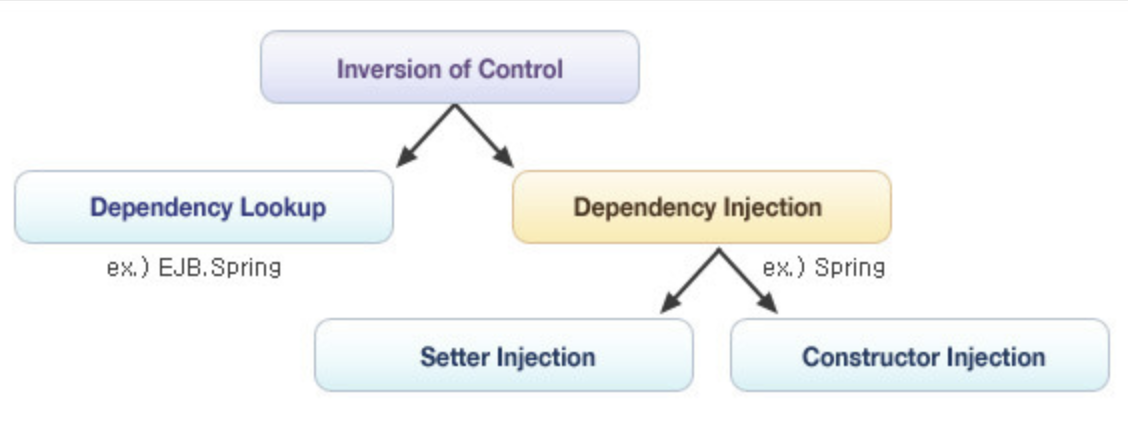 Inversion of Control
Dependency Lookup
Dependency Injection
ex.) EJB.Spring
ex.) Spring
Setter Injection
Constructor Injection